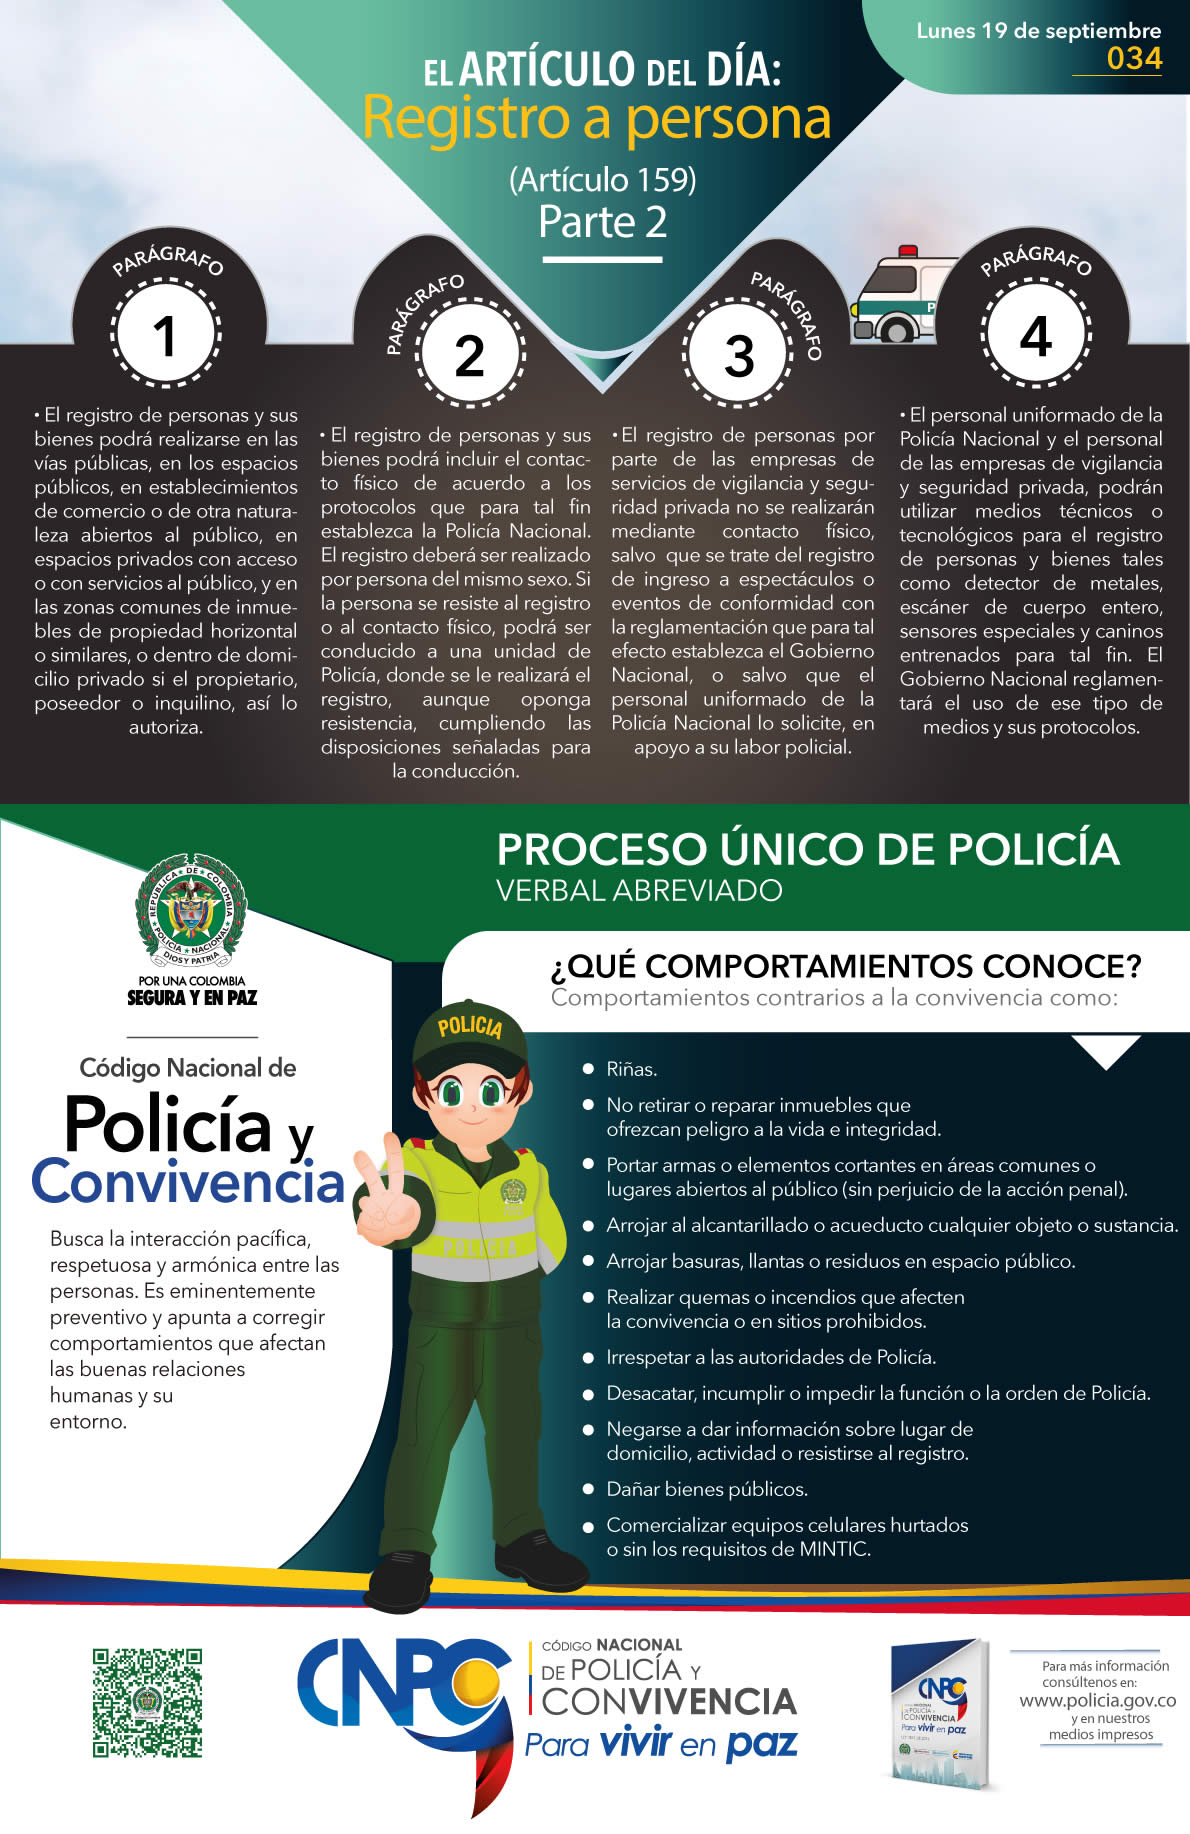 Lunes 19 de septiembre
034
EL ARTÍCULO DEL DÍA:
Registro a persona
(Artículo 159)
Parte 2
PARÁGRAFO
1
• El registro de personas y sus
bienes podrá realizarse en las
vías públicas, en los espacios
públicos, en establecimientos
de comercio o de otra natura-
leza abiertos al público, en
espacios privados con acceso
o con servicios al público, y en
las zonas comunes de inmue-
bles de propiedad horizontal
o similares, o dentro de domi-
cilio privado si el propietario,
poseedor o inquilino, así lo
autoriza.
PARÁGRAFO
2
• El registro de personas y sus
bienes podrá incluir el contac-
to físico de acuerdo a los
protocolos que para tal fin
establezca la Policía Nacional.
El registro deberá ser realizado
por persona del mismo sexo. Si
la persona se resiste al registro
o al contacto físico, podrá ser
conducido a una unidad de
Policía, donde se le realizará el
registro, aunque oponga
resistencia, cumpliendo las
disposiciones señaladas para
la conducción.
PARÁGRAFO
3
• El registro de personas por
parte de las empresas de
servicios de vigilancia y segu-
ridad privada no se realizarán
mediante contacto físico,
salvo que se trate del registro
de ingreso a espectáculos o
eventos de conformidad con
la reglamentación que para tal
efecto establezca el Gobierno
Nacional, o salvo que el
personal uniformado de la
Policía Nacional lo solicite, en
apoyo a su labor policial.
P
PARÁGRAFO
4
• El personal uniformado de la
Policía Nacional y el personal
de las empresas de vigilancia
y seguridad privada, podrán
utilizar medios técnicos o
tecnológicos para el registro
de personas y bienes tales
como detector de metales,
escáner de cuerpo entero,
sensores especiales y caninos
entrenados para tal fin. El
Gobierno Nacional reglamen-
tará el uso de ese tipo de
medios y sus protocolos.
REPÚBLICA DE COLOMBIA
POLICÍA NACIONAL
DIOS Y PATRIA
POR UNA COLOMBIA
SEGURA Y EN PAZ
Código Nacional de
Policía y
Convivencia
Busca la interacción pacífica,
respetuosa y armónica entre las
personas. Es eminentemente
preventivo y apunta a corregir
comportamientos que afectan
las buenas relaciones
humanas y su
entorno.
POLICIA
POLICIA
PROCESO ÚNICO DE POLICÍA
VERBAL ABREVIADO
¿QUÉ COMPORTAMIENTOS CONOCE?
Comportamientos contrarios a la convivencia como:
● Riñas.
● No retirar o reparar inmuebles que
ofrezcan peligro a la vida e integridad.
● Portar armas o elementos cortantes en áreas comunes o
lugares abiertos al público (sin perjuicio de la acción penal).
● Arrojar al alcantarillado o acueducto cualquier objeto o sustancia.
● Arrojar basuras, llantas o residuos en espacio público.
● Realizar quemas o incendios que afecten
la convivencia o en sitios prohibidos.
● Irrespetar a las autoridades de Policía.
● Desacatar, incumplir o impedir la función o la orden de Policía.
● Negarse a dar información sobre lugar de
domicilio, actividad o resistirse al registro.
● Dañar bienes públicos.
● Comercializar equipos celulares hurtados
o sin los requisitos de MINTIC.
CNPC
CÓDIGO NACIONAL
DE POLICÍA Y
CONVIVENCIA
Para vivir en paz
CNPC
DE POLICÍA Y
CONVIVENCIA
Para vivir en paz
Para más información
consúltenos en:
www.policia.gov.co
y en nuestros
medios impresos